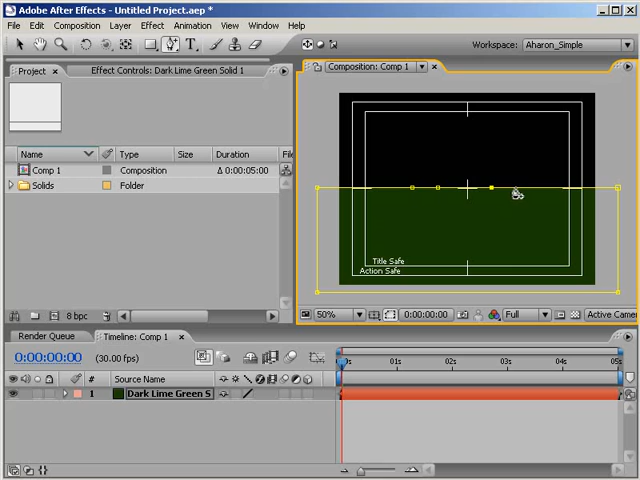 Adobe After Effects - Untitled Project.aep *
File Edit Composition Layer Effect Animation View Window Help
T
Workspace: Aharon_Simple
Project × Effect Controls: Dark Lime Green Solid 1
Composition: Comp 1
Name Type Size Duration File
Comp 1 Composition Δ 0:00:05:00
Solids Folder
Title Safe
Action Safe
8 bpc
50% 0:00:00:00 Full Active Camer
Render Queue Timeline: Comp 1 ×
0:00:00:00 (30.00 fps)
# Source Name
01s 02s 03s 04s 05s
1 Dark Lime Green S